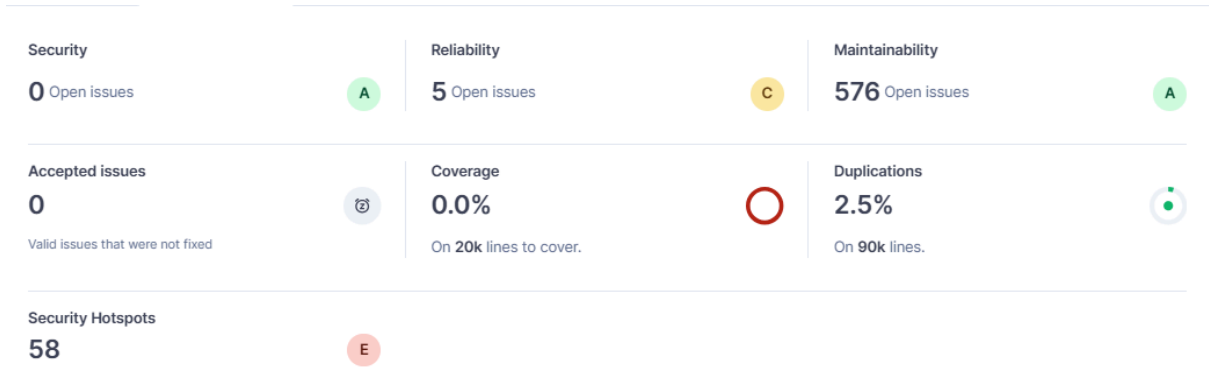 Security
0 Open issues
A
Reliability
5 Open issues
C
Maintainability
576 Open issues
A
Accepted issues
0
Valid issues that were not fixed
Coverage
0.0%
On 20k lines to cover.
Duplications
2.5%
On 90k lines.
Security Hotspots
58
E